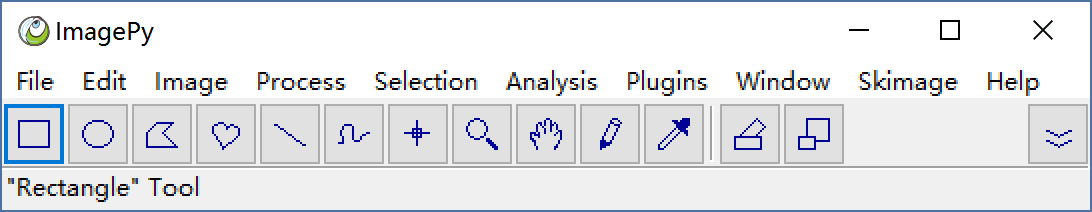 ImagePy
File Edit Image Process Selection Analysis Plugins Window Skimage Help
"Rectangle" Tool